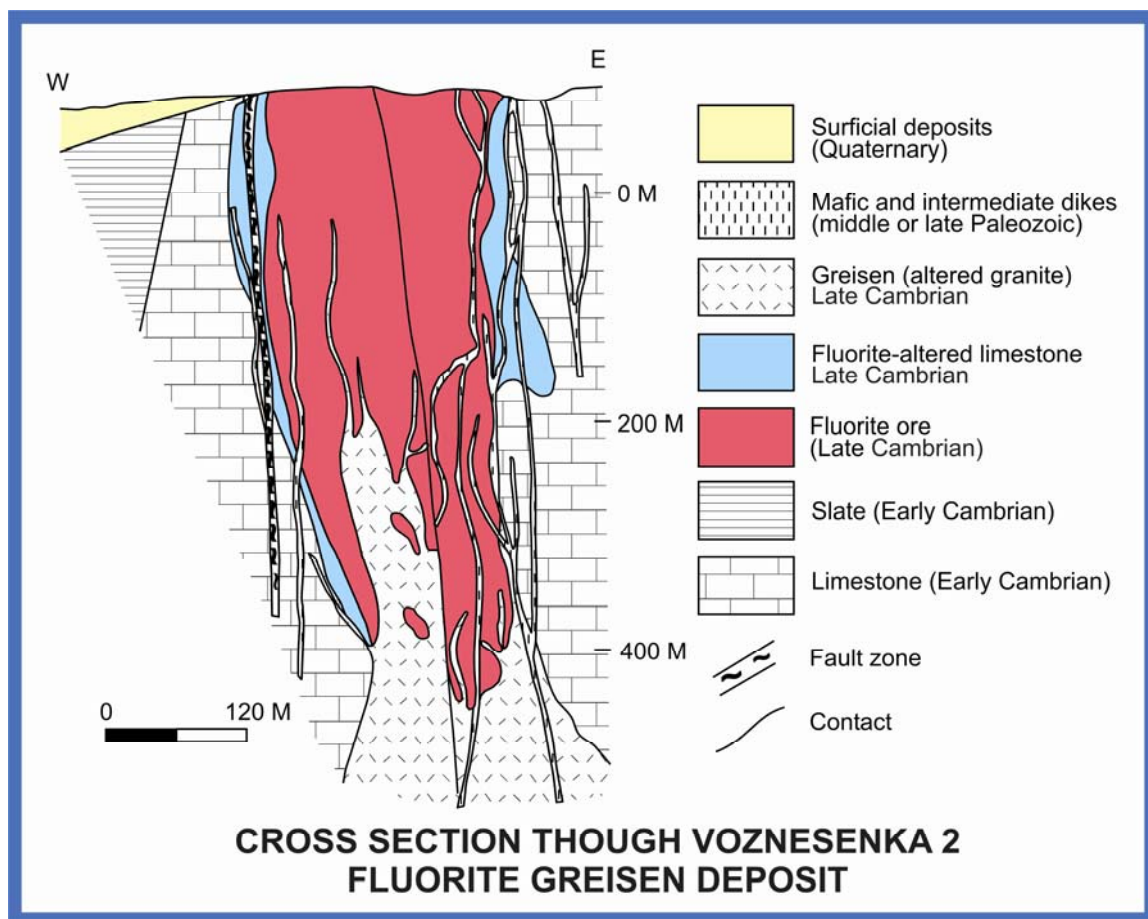 W
E
0 M
200 M
400 M
0
120 M
Surficial deposits
(Quaternary)
Mafic and intermediate dikes
(middle or late Paleozoic)
Greisen (altered granite)
Late Cambrian
Fluorite-altered limestone
Late Cambrian
Fluorite ore
(Late Cambrian)
Slate (Early Cambrian)
Limestone (Early Cambrian)
Fault zone
Contact
CROSS SECTION THOUGH VOZNESENKA 2
FLUORITE GREISEN DEPOSIT